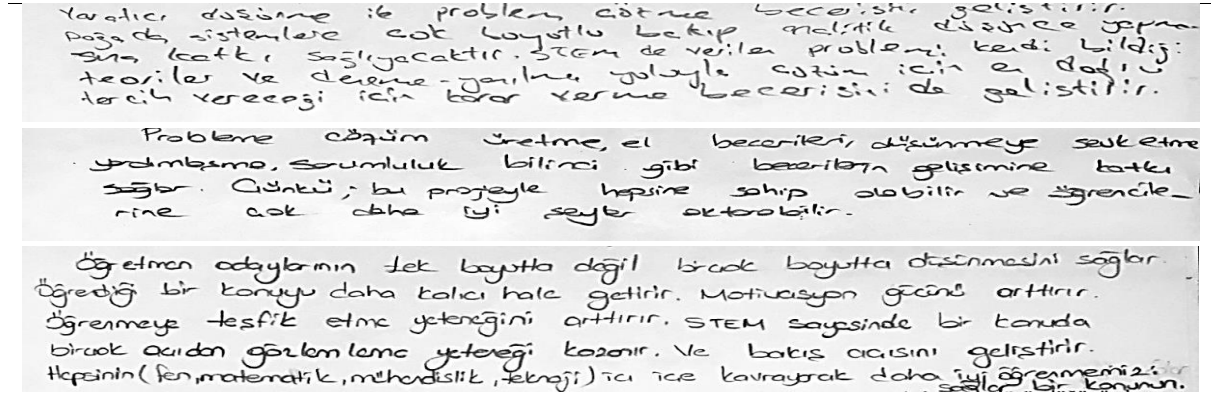 Yaratıcı düşünme ile problem çözme becerisi geliştirir.
sistemlere çok boyutlu bakıp analitik düşünce yapma-
sına katkı sağlayacaktır. STEM de verilen problemi kendi bildiği
teoriler ve deneme-yanılma yoluyla çözüm için en doğru
tercih vereceği için karar verme becerisini de geliştirir.
Probleme çözüm üretme, el becerileri, düşünmeye sevk etme
yardımlaşma, sorumluluk bilinci gibi becerilerin gelişimine katkı
sağlar. Çünkü, bu projeyle hepsine sahip olabilir ve öğrencile-
rine çok daha iyi şeyler aktarabilir.
Öğretmen adaylarının tek boyutta değil birçok boyutta düşünmesini sağlar.
Öğrediği bir konuyu daha kalıcı hale getirir. Motivasyon gücünü arttırır.
Öğrenmeye teşfik etme yeteneğini arttırır. STEM sayesinde bir konuda
birçok açıdan gözlemleme yeteneği kazanır. Ve bakış açısını geliştirir.
Hepsinin (fen, matematik, mühendislik, teknoji) iç içe kavrayarak daha iyi öğrenmemizi
sağlar bir konunun.